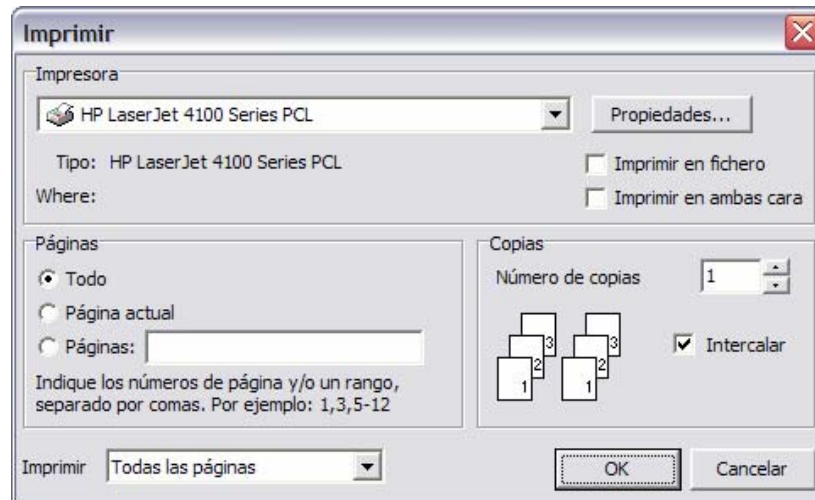 Imprimir
Impresora
HP LaserJet 4100 Series PCL
Propiedades...
Tipo: HP LaserJet 4100 Series PCL
Imprimir en fichero
Where:
Imprimir en ambas cara
Páginas
Todo
Página actual
Páginas:
Indique los números de página y/o un rango,
separado por comas. Por ejemplo: 1,3,5-12
Copias
Número de copias 1
3 3
2 2
1 1
Intercalar
Imprimir Todas las páginas
OK
Cancelar